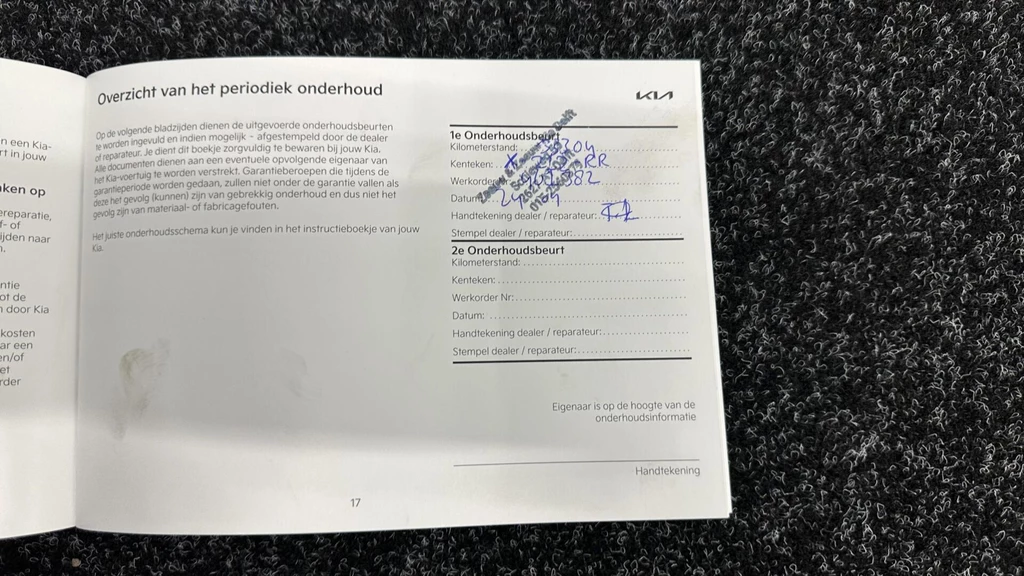 n een Kia-
rt in jouw
ken op
ereparatie,
f- of
ijden naar
n.
ntie
ot de
n door Kia
kosten
ar een
en/of
et
rder
Overzicht van het periodiek onderhoud
Op de volgende bladzijden dienen de uitgevoerde onderhoudsbeurten
te worden ingevuld en indien mogelijk - afgestempeld door de dealer
of reparateur. Je dient dit boekje zorgvuldig te bewaren bij jouw Kia.
Alle documenten dienen aan een eventuele opvolgende eigenaar van
het Kia-voertuig te worden verstrekt. Garantieberoepen die tijdens de
garantieperiode worden gedaan, zullen niet onder de garantie vallen als
deze het gevolg (kunnen) zijn van gebrekkig onderhoud en dus niet het
gevolg zijn van materiaal- of fabricagefouten.
Het juiste onderhoudsschema kun je vinden in het instructieboekje van jouw
Kia.
17
KIA
1e Onderhoudsbeurt
Kilometerstand:
Kenteken: RR
Werkorder
Datum:
Handtekening dealer / reparateur:
Stempel dealer / reparateur:
2e Onderhoudsbeurt
Kilometerstand:
Kenteken:
Werkorder Nr:
Datum:
Handtekening dealer / reparateur:
Stempel dealer / reparateur:
Eigenaar is op de hoogte van de
onderhoudsinformatie
Handtekening